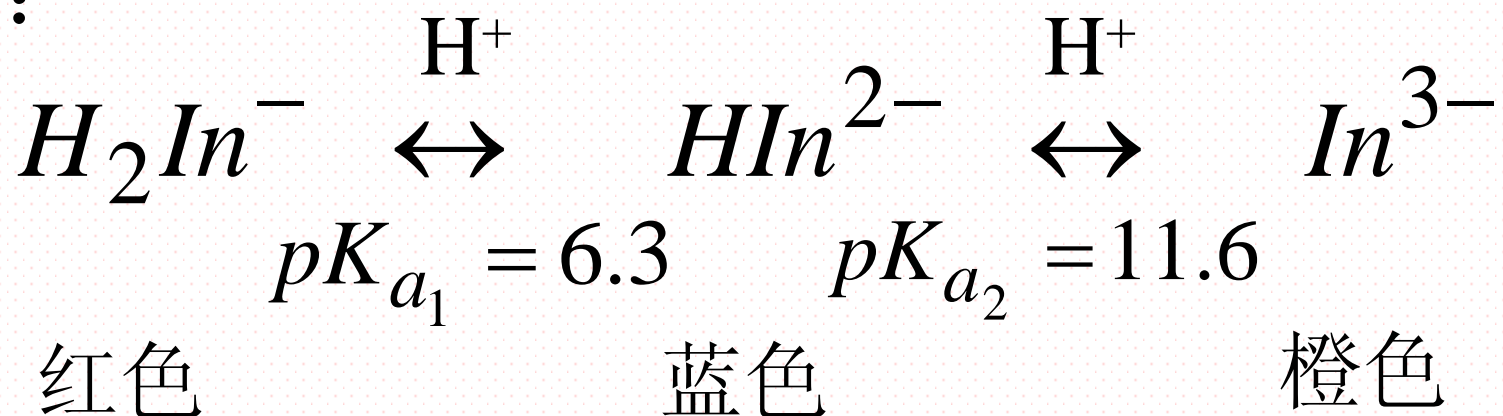 :
H⁺ H⁺
H₂In⁻ ↔ HIn²⁻ ↔ In³⁻
pKₐ₁ = 6.3 pKₐ₂ = 11.6
红色 蓝色 橙色